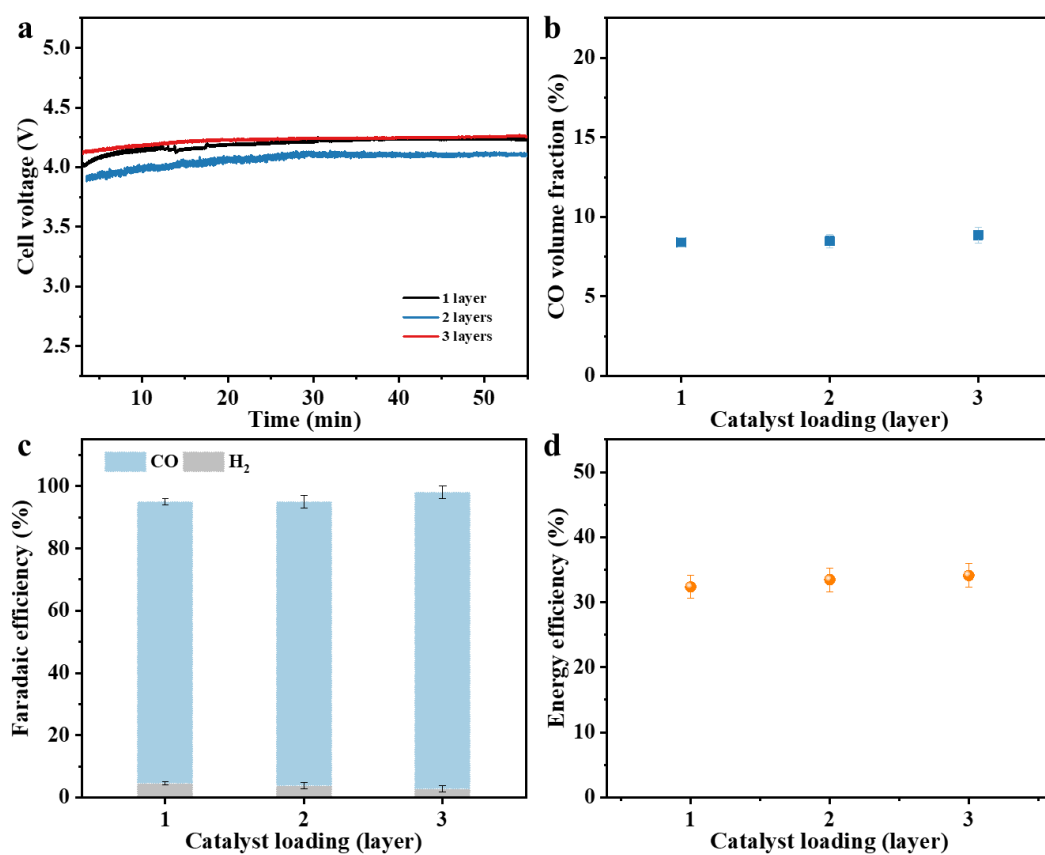 a
5.0
4.5
4.0
3.5
3.0
2.5
Cell voltage (V)
1 layer
2 layers
3 layers
10 20 30 40 50
Time (min)
b
20
15
10
5
0
CO volume fraction (%)
1 2 3
Catalyst loading (layer)
c
CO H₂
100
80
60
40
20
0
Faradaic efficiency (%)
1 2 3
Catalyst loading (layer)
d
50
40
30
20
10
0
Energy efficiency (%)
1 2 3
Catalyst loading (layer)